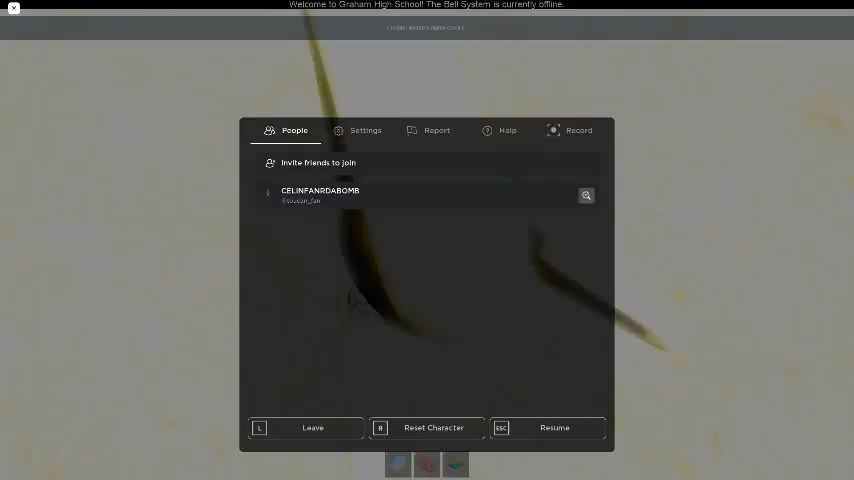 Welcome to Graham High School! The Bell System is currently offline.
People
Settings
Report
Help
Record
Invite friends to join
CELINFANRDABOMB
@toucan_fan
L
Leave
R
Reset Character
ESC
Resume